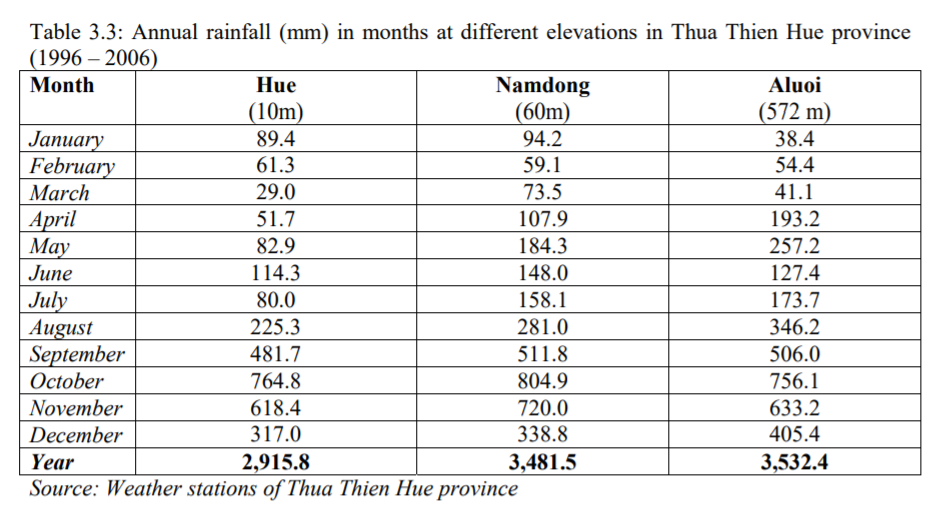 Table 3.3: Annual rainfall (mm) in months at different elevations in Thua Thien Hue province
(1996 – 2006)
Month Hue Namdong Aluoi
(10m) (60m) (572 m)
January 89.4 94.2 38.4
February 61.3 59.1 54.4
March 29.0 73.5 41.1
April 51.7 107.9 193.2
May 82.9 184.3 257.2
June 114.3 148.0 127.4
July 80.0 158.1 173.7
August 225.3 281.0 346.2
September 481.7 511.8 506.0
October 764.8 804.9 756.1
November 618.4 720.0 633.2
December 317.0 338.8 405.4
Year 2,915.8 3,481.5 3,532.4
Source: Weather stations of Thua Thien Hue province